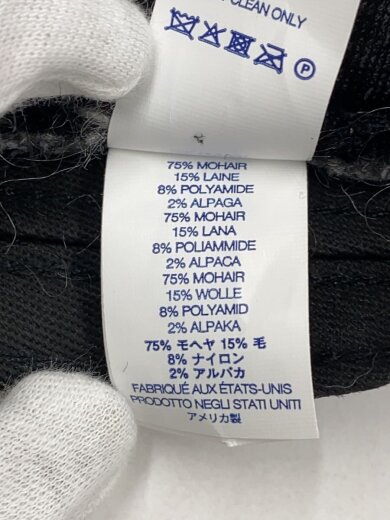 CLEAN ONLY
P
75% MOHAIR
15% LAINE
8% POLYAMIDE
2% ALPAGA
75% MOHAIR
15% LANA
8% POLIAMMIDE
2% ALPACA
75% MOHAIR
15% WOLLE
8% POLYAMID
2% ALPAKA
75% モヘヤ 15% 毛
8% ナイロン
2% アルパカ
FABRIQUÉ AUX ÉTATS-UNIS
PRODOTTO NEGLI STATI UNITI
アメリカ製